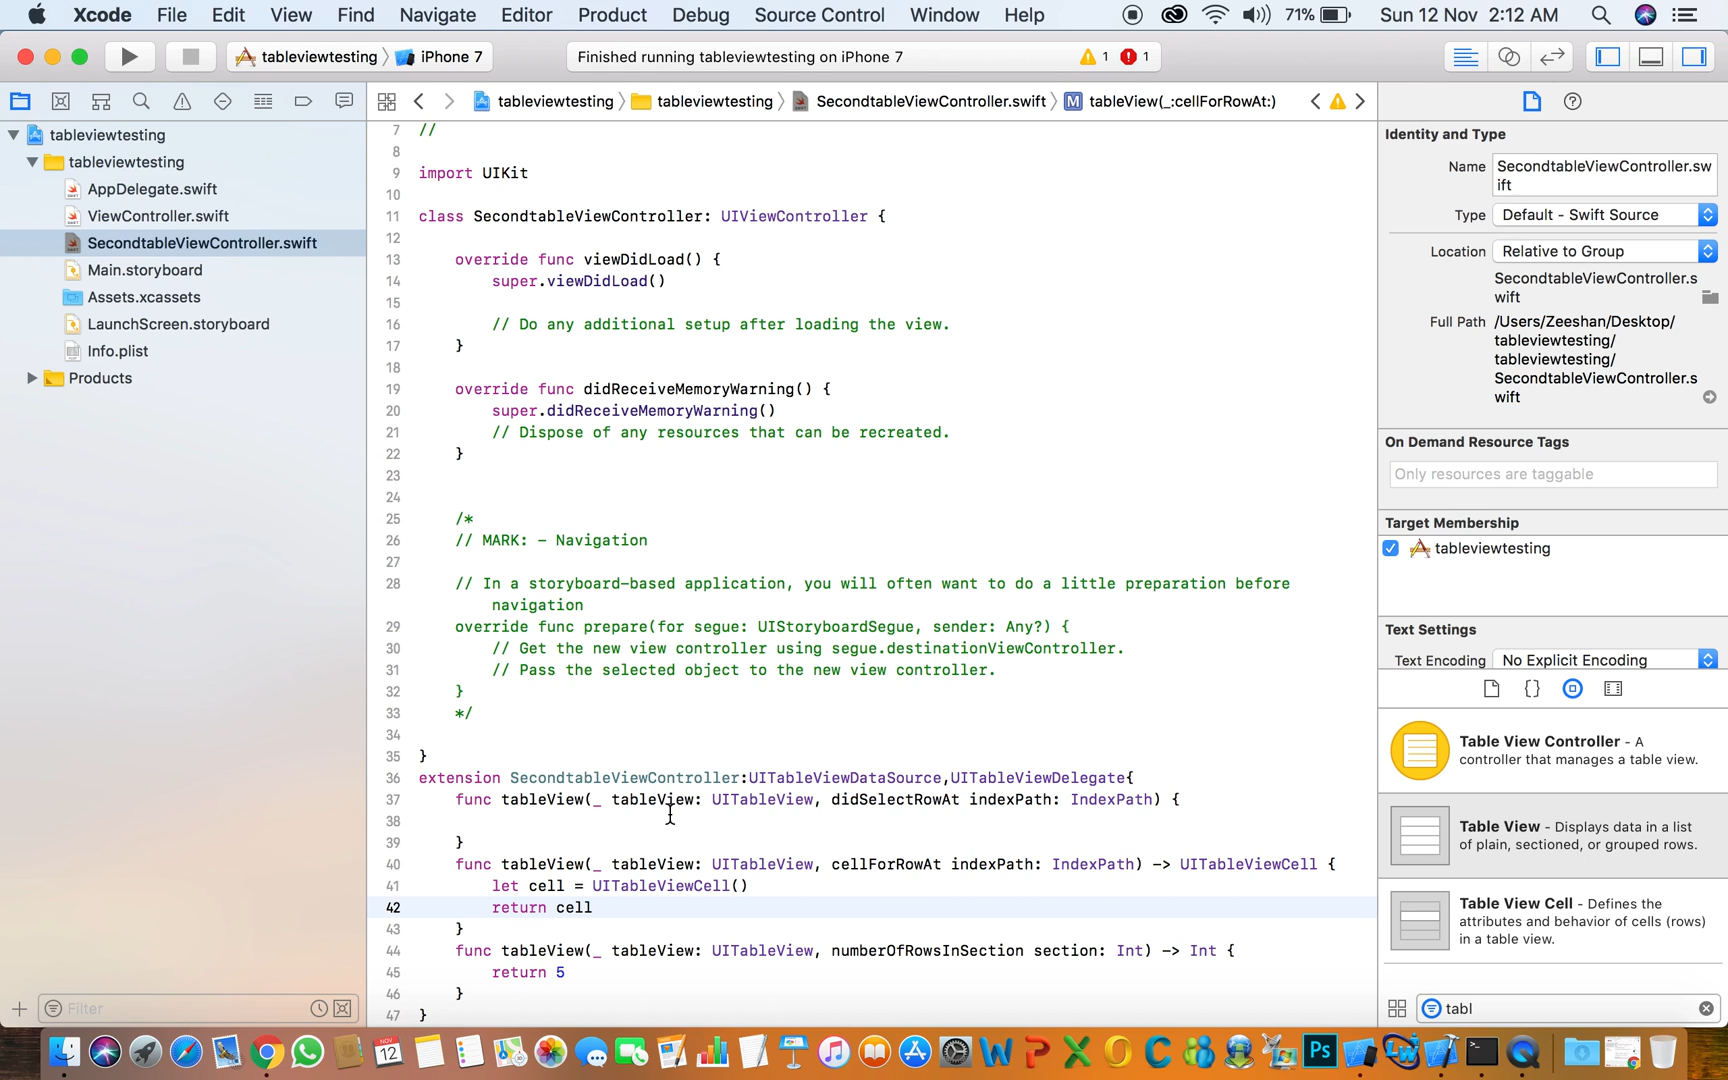 Xcode File Edit View Find Navigate Editor Product Debug Source Control Window Help 71% Sun 12 Nov 2:12 AM
tableviewtesting iPhone 7 Finished running tableviewtesting on iPhone 7 1 1
tableviewtesting tableviewtesting SecondtableViewController.swift M tableView(_:cellForRowAt:)
tableviewtesting
tableviewtesting
AppDelegate.swift
ViewController.swift
SecondtableViewController.swift
Main.storyboard
Assets.xcassets
LaunchScreen.storyboard
Info.plist
Products
Filter
7 //
8
9 import UIKit
10
11 class SecondtableViewController: UIViewController {
12
13 override func viewDidLoad() {
14 super.viewDidLoad()
15
16 // Do any additional setup after loading the view.
17 }
18
19 override func didReceiveMemoryWarning() {
20 super.didReceiveMemoryWarning()
21 // Dispose of any resources that can be recreated.
22 }
23
24
25 /*
26 // MARK: - Navigation
27
28 // In a storyboard-based application, you will often want to do a little preparation before
navigation
29 override func prepare(for segue: UIStoryboardSegue, sender: Any?) {
30 // Get the new view controller using segue.destinationViewController.
31 // Pass the selected object to the new view controller.
32 }
33 */
34
35 }
36 extension SecondtableViewController:UITableViewDataSource,UITableViewDelegate{
37 func tableView(_ tableView: UITableView, didSelectRowAt indexPath: IndexPath) {
38
39 }
40 func tableView(_ tableView: UITableView, cellForRowAt indexPath: IndexPath) -> UITableViewCell {
41 let cell = UITableViewCell()
42 return cell
43 }
44 func tableView(_ tableView: UITableView, numberOfRowsInSection section: Int) -> Int {
45 return 5
46 }
47 }
Identity and Type
Name SecondtableViewController.sw
ift
Type Default - Swift Source
Location Relative to Group
SecondtableViewController.s
wift
Full Path /Users/Zeeshan/Desktop/
tableviewtesting/
tableviewtesting/
SecondtableViewController.s
wift
On Demand Resource Tags
Only resources are taggable
Target Membership
tableviewtesting
Text Settings
Text Encoding No Explicit Encoding
Table View Controller - A
controller that manages a table view.
Table View - Displays data in a list
of plain, sectioned, or grouped rows.
Table View Cell - Defines the
attributes and behavior of cells (rows)
in a table view.
tabl
NOV
12
Ps